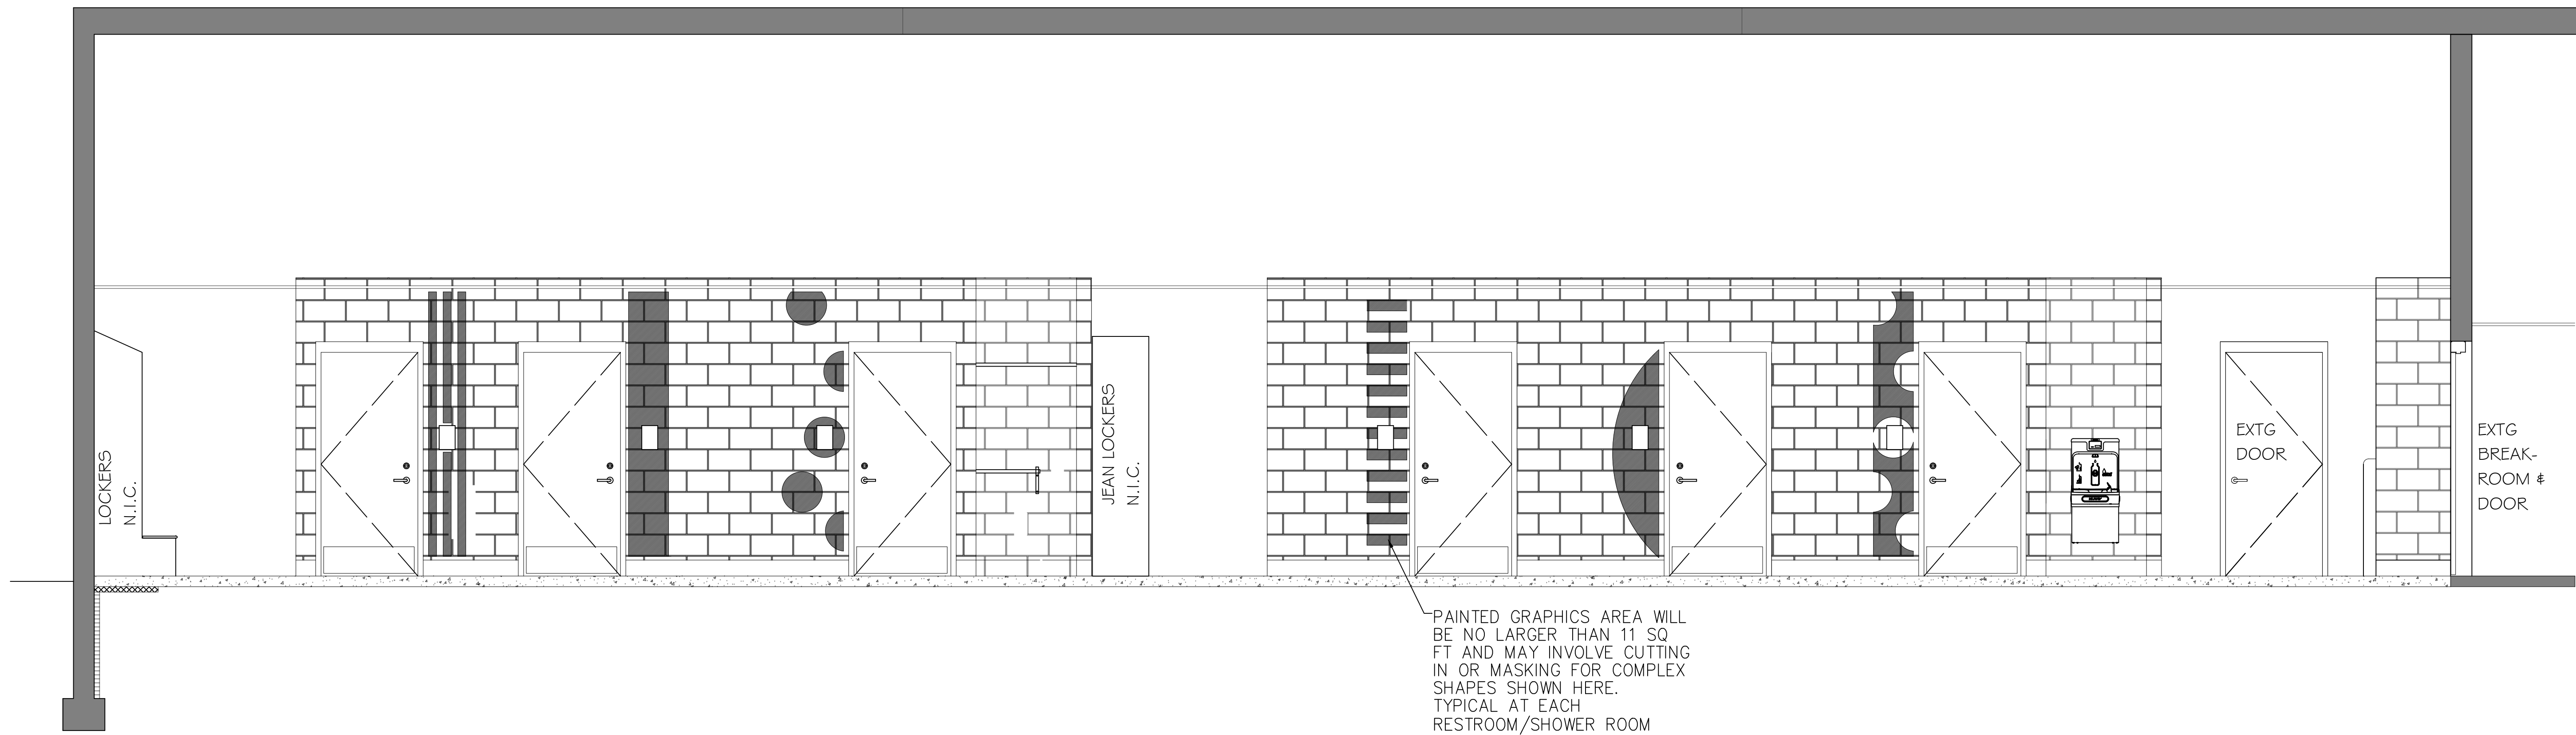 LOCKERS
N.I.C.
JEAN LOCKERS
N.I.C.
EXTG
DOOR
EXTG
BREAK-
ROOM &
DOOR
PAINTED GRAPHICS AREA WILL
BE NO LARGER THAN 11 SQ
FT AND MAY INVOLVE CUTTING
IN OR MASKING FOR COMPLEX
SHAPES SHOWN HERE.
TYPICAL AT EACH
RESTROOM/SHOWER ROOM